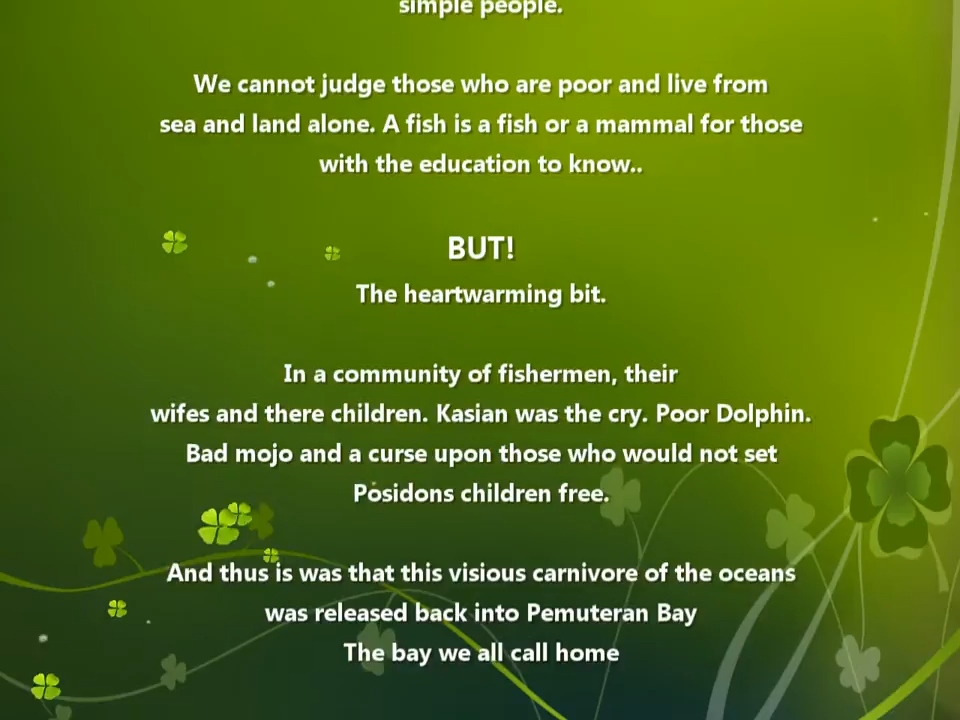 simple people.
We cannot judge those who are poor and live from
sea and land alone. A fish is a fish or a mammal for those
with the education to know..
BUT!
The heartwarming bit.
In a community of fishermen, their
wifes and there children. Kasian was the cry. Poor Dolphin.
Bad mojo and a curse upon those who would not set
Posidons children free.
And thus is was that this visious carnivore of the oceans
was released back into Pemuteran Bay
The bay we all call home